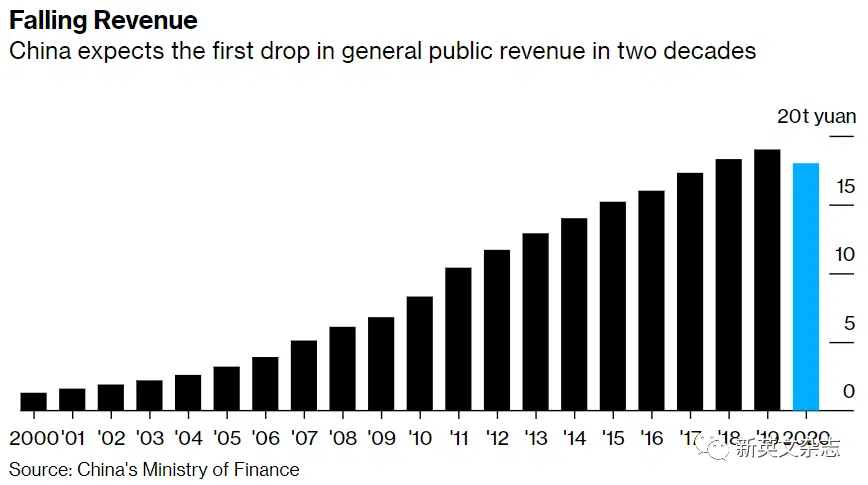 Falling Revenue
China expects the first drop in general public revenue in two decades
20t yuan
15
10
5
0
2000 '01 '02 '03 '04 '05 '06 '07 '08 '09 '10 '11 '12 '13 '14 '15 '16 '17 '18 '19 2020
新英文杂志
Source: China's Ministry of Finance